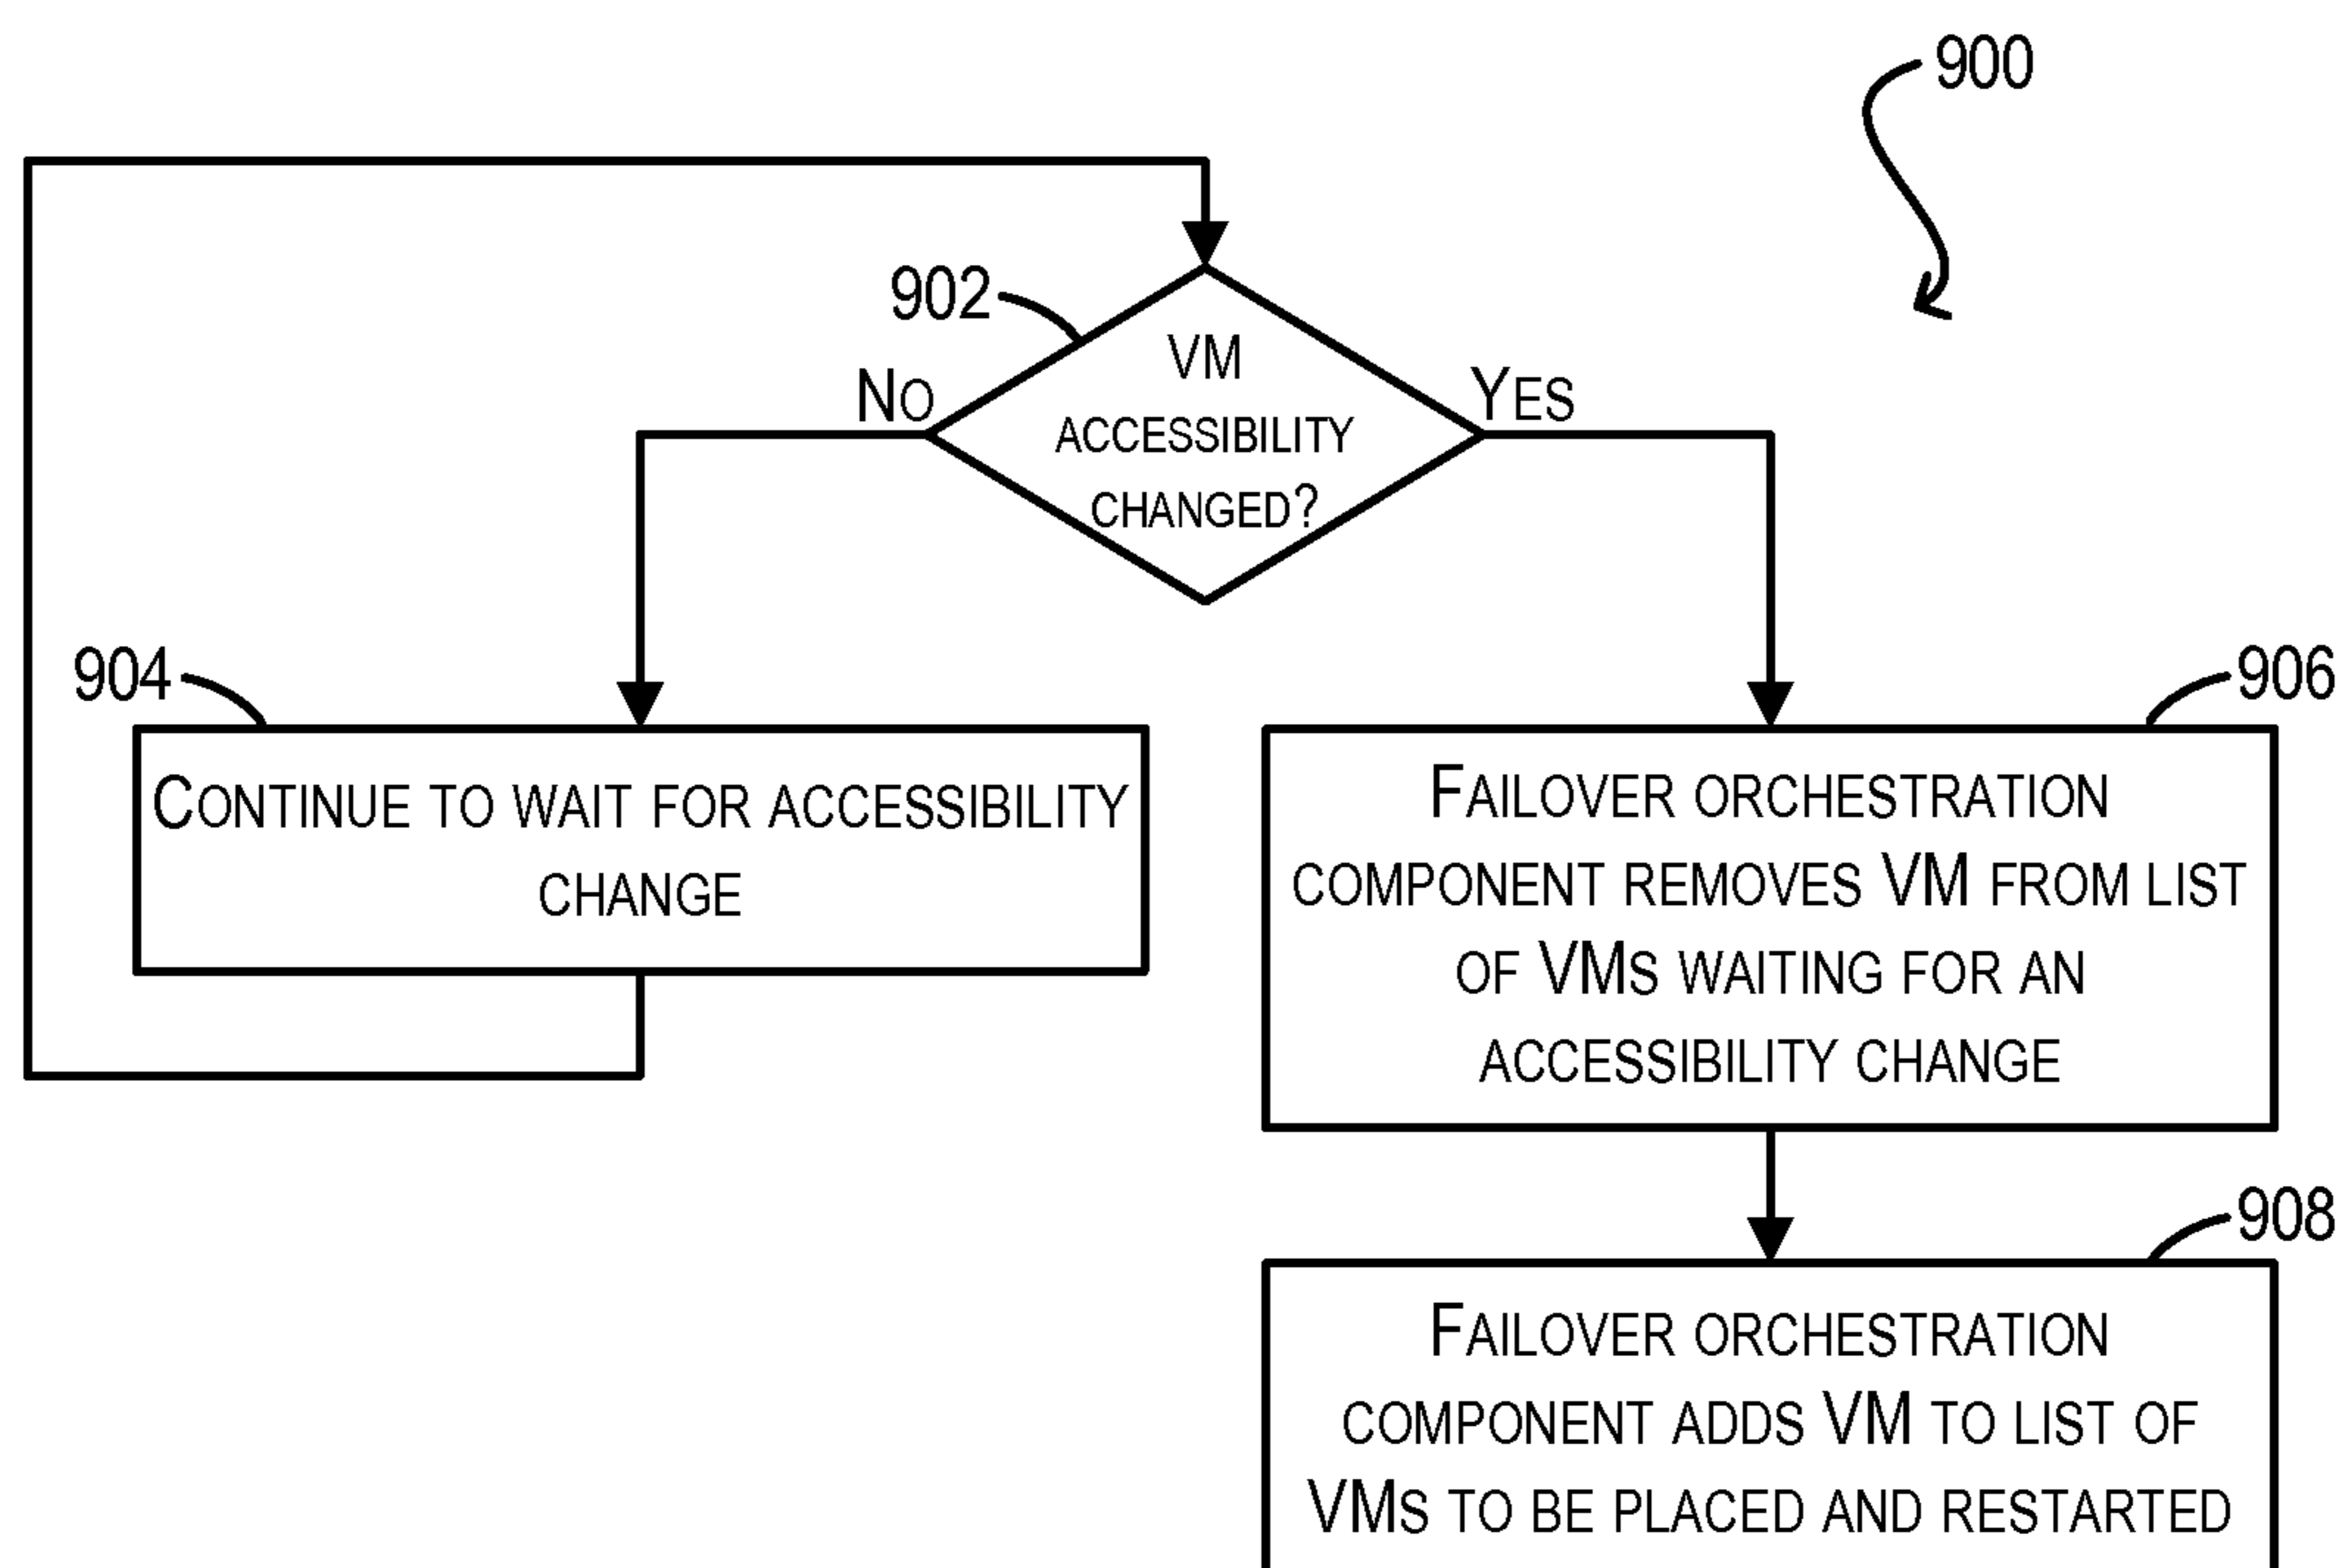 900
902
VM
ACCESSIBILITY
CHANGED?
NO
YES
904
CONTINUE TO WAIT FOR ACCESSIBILITY
CHANGE
906
FAILOVER ORCHESTRATION
COMPONENT REMOVES VM FROM LIST
OF VMS WAITING FOR AN
ACCESSIBILITY CHANGE
908
FAILOVER ORCHESTRATION
COMPONENT ADDS VM TO LIST OF
VMS TO BE PLACED AND RESTARTED